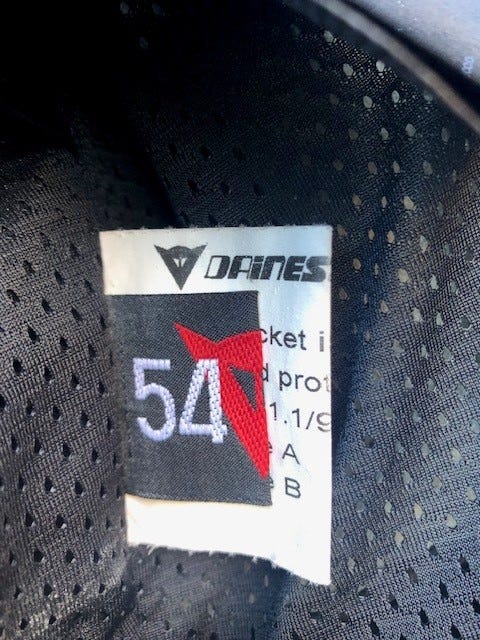 DAINES
cket i
54
d prot
1.1/9
A
B